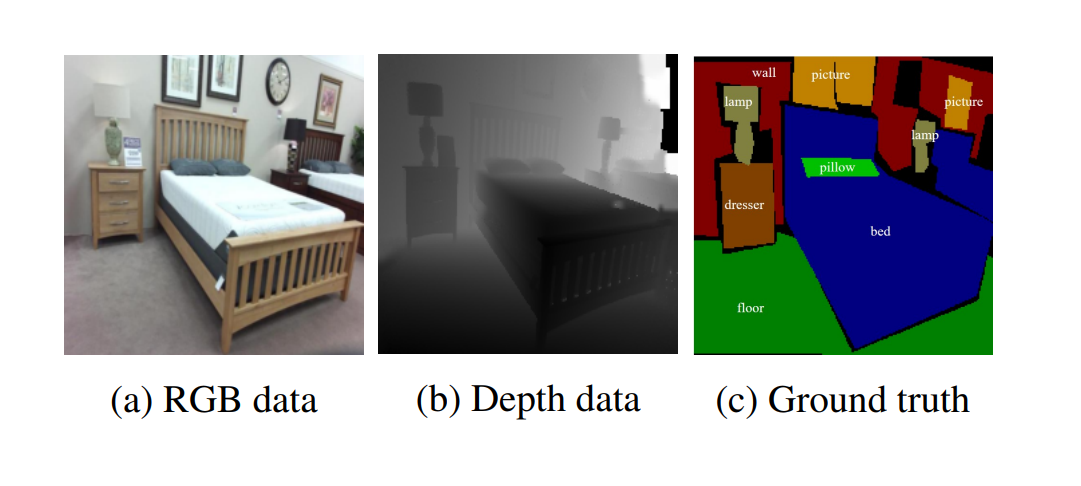 wall
picture
lamp
picture
lamp
pillow
dresser
bed
floor
(a) RGB data
(b) Depth data
(c) Ground truth